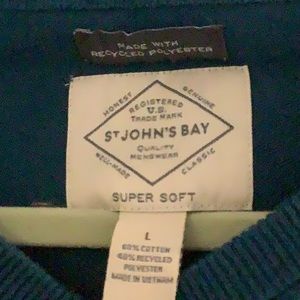 MADE WITH
RECYCLED POLYESTER
HONEST
GENUINE
REGISTERED
U.S.
TRADE MARK
ST JOHN'S BAY
QUALITY
MENSWEAR
WELL-MADE
CLASSIC
SUPER SOFT
L
60% COTTON
40% RECYCLED
POLYESTER
MADE IN VIETNAM